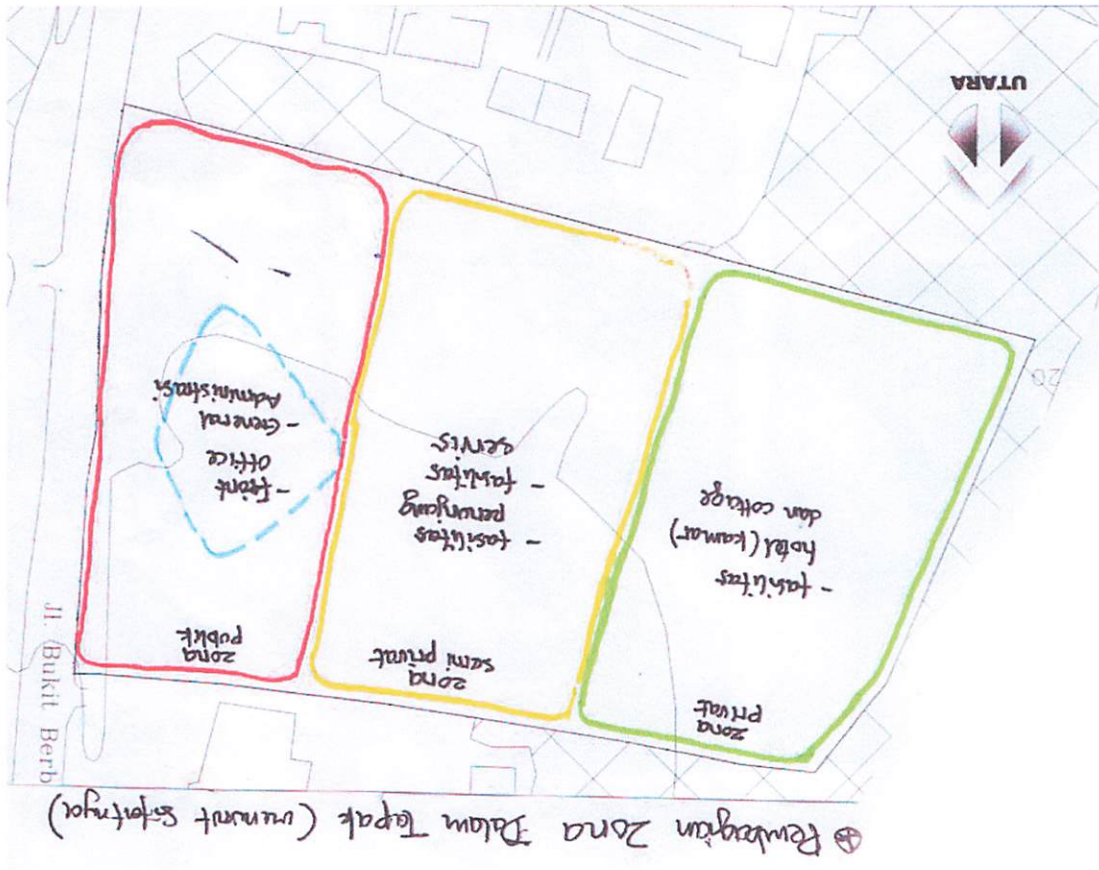 Pembagian Zona Dalam Tapak (menurut sifatnya)
zona
privat
- fasilitas
hotel (kamar)
dan cottage
zona
semi privat
- fasilitas
penunjang
- fasilitas
servis
zona
publik
- Front
office
- General
Administrasi
Jl. Bukit Berb
20
UTARA